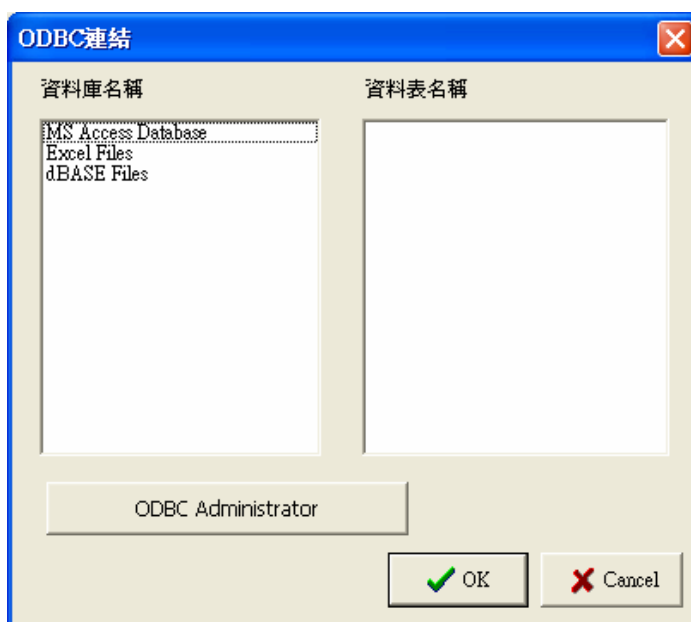 ODBC連結
資料庫名稱
資料表名稱
MS Access Database
Excel Files
dBASE Files
ODBC Administrator
OK
Cancel